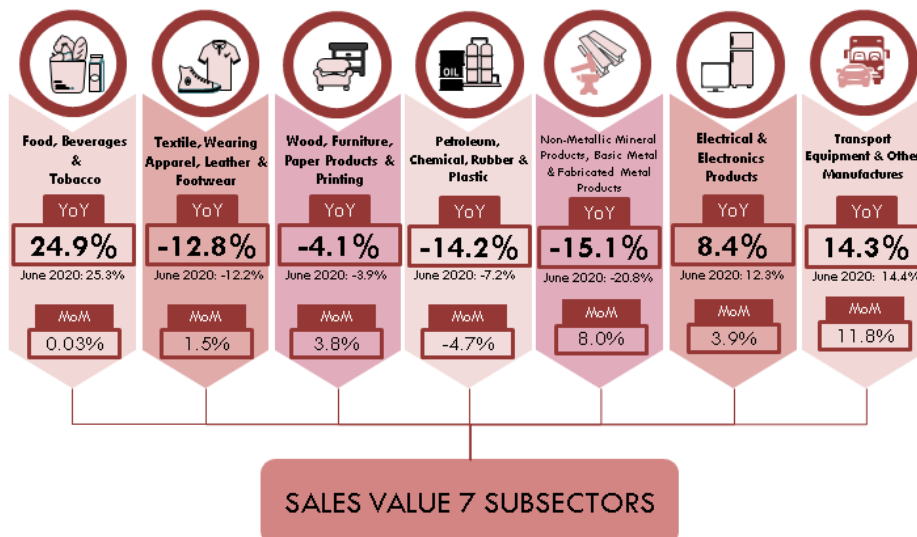 OIL
Food, Beverages
&
Tobacco
YoY
24.9%
June 2020: 25.3%
MoM
0.03%
Textile, Wearing
Apparel, Leather &
Footwear
YoY
-12.8%
June 2020: -12.2%
MoM
1.5%
Wood, Furniture,
Paper Products &
Printing
YoY
-4.1%
June 2020: -3.9%
MoM
3.8%
Petroleum,
Chemical, Rubber &
Plastic
YoY
-14.2%
June 2020: -7.2%
MoM
-4.7%
Non-Metallic Mineral
Products, Basic Metal
& Fabricated Metal
Products
YoY
-15.1%
June 2020: -20.8%
MoM
8.0%
Electrical &
Electronics
Products
YoY
8.4%
June 2020: 12.3%
MoM
3.9%
Transport
Equipment & Other
Manufactures
YoY
14.3%
June 2020: 14.4%
MoM
11.8%
SALES VALUE 7 SUBSECTORS